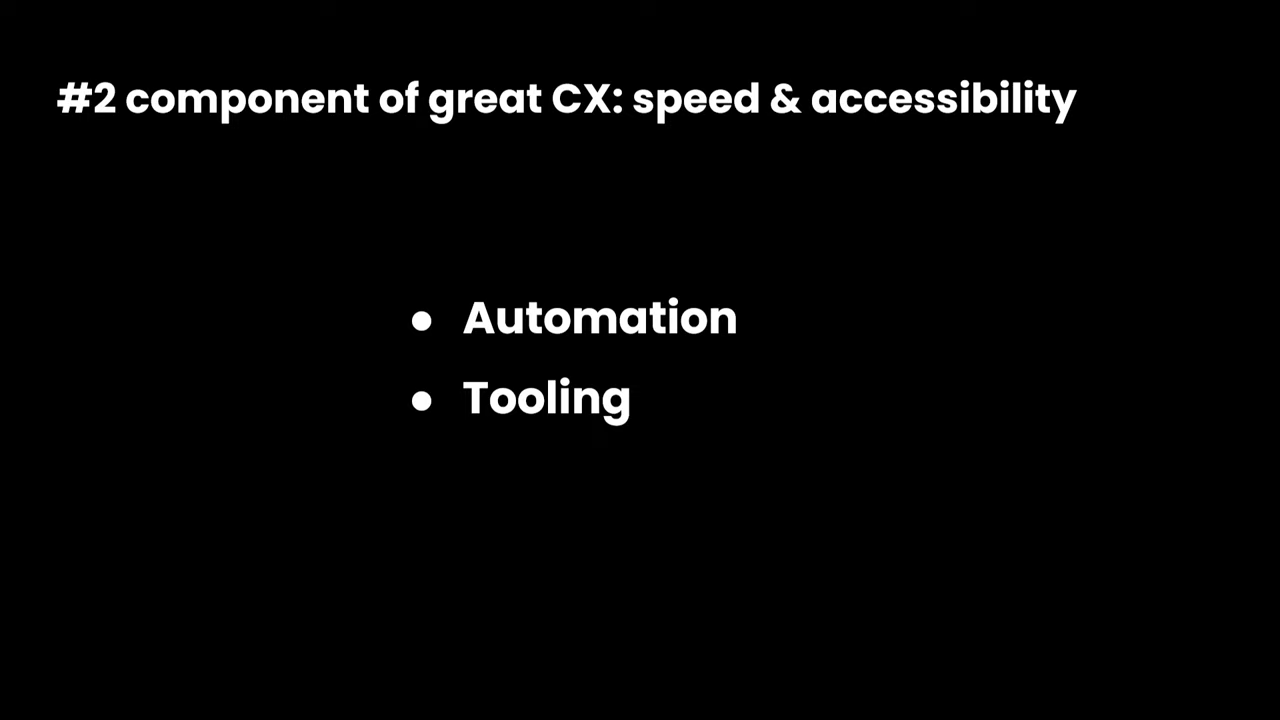 #2 component of great CX: speed & accessibility
● Automation
● Tooling